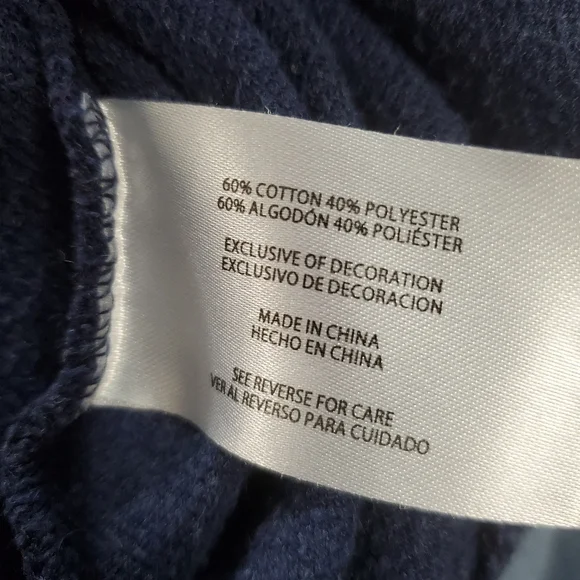 60% COTTON 40% POLYESTER
60% ALGODÓN 40% POLIÉSTER
EXCLUSIVE OF DECORATION
EXCLUSIVO DE DECORACION
MADE IN CHINA
HECHO EN CHINA
SEE REVERSE FOR CARE
VER AL REVERSO PARA CUIDADO